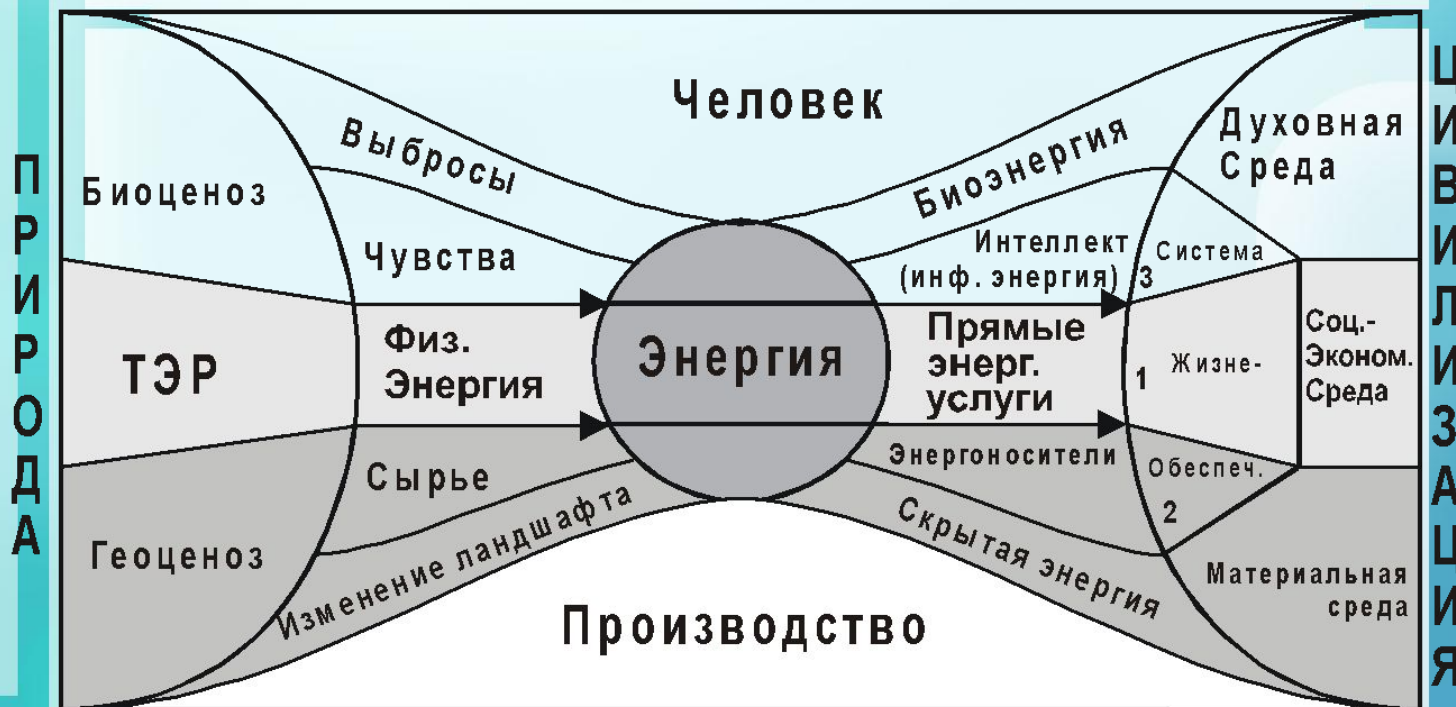 ПРИРОДА
Человек
Выбросы
Биоценоз
Чувства
ТЭР
Физ.
Энергия
Сырье
Геоценоз
Изменение ландшафта
Энергия
Производство
Биоэнергия
Интеллект
(инф. энергия)
Прямые
энерг.
услуги
Энергоносители
Скрытая энергия
Духовная
Среда
Система
3
1
Жизне-
Обеспеч.
2
Соц.-
Эконом.
Среда
Материальная
среда
ЦИВИЛИЗАЦИЯ